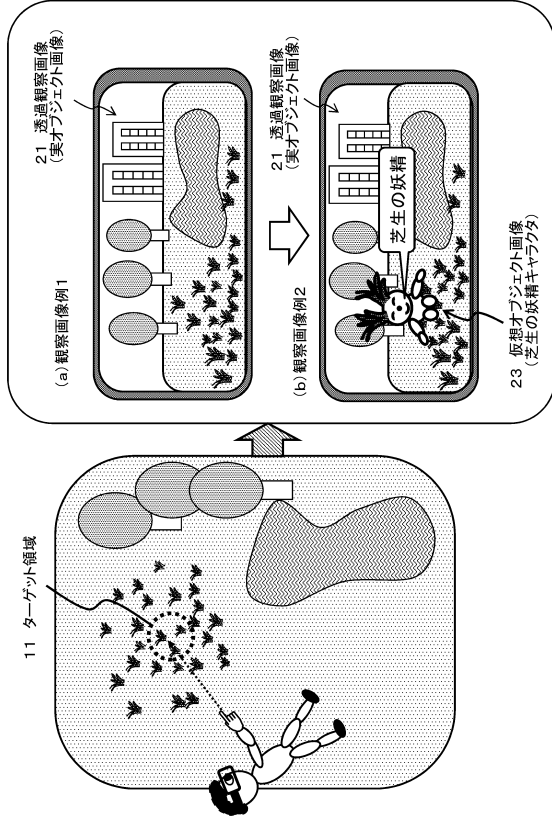 11 ターゲット領域
(a)観察画像例1
21 透過観察画像
(実オブジェクト画像)
(b)観察画像例2
21 透過観察画像
(実オブジェクト画像)
芝生の妖精
23 仮想オブジェクト画像
(芝生の妖精キャラクタ)